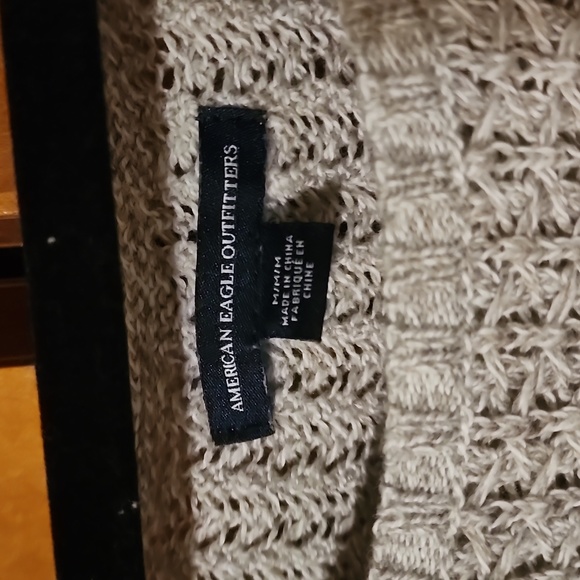 AMERICAN EAGLE OUTFITTERS
M/M/M
MADE IN CHINA
FABRIQUÉ EN
CHINE